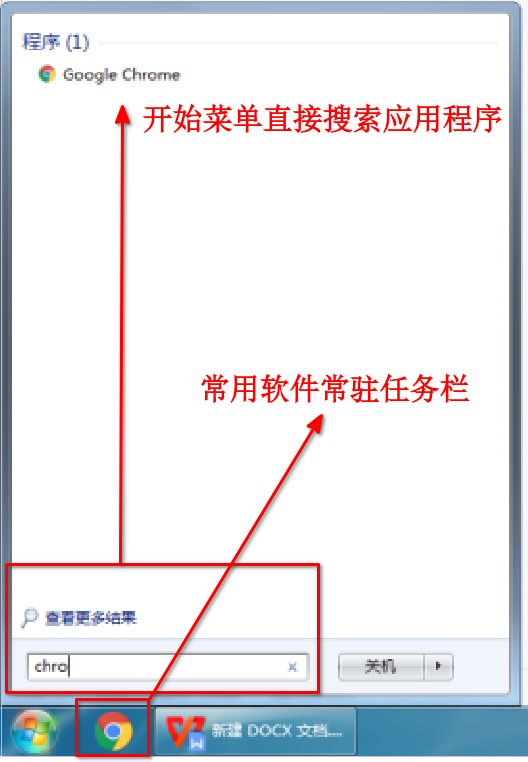 程序 (1)
Google Chrome
开始菜单直接搜索应用程序
常用软件常驻任务栏
查看更多结果
chro
关机
新建 DOCX 文档....